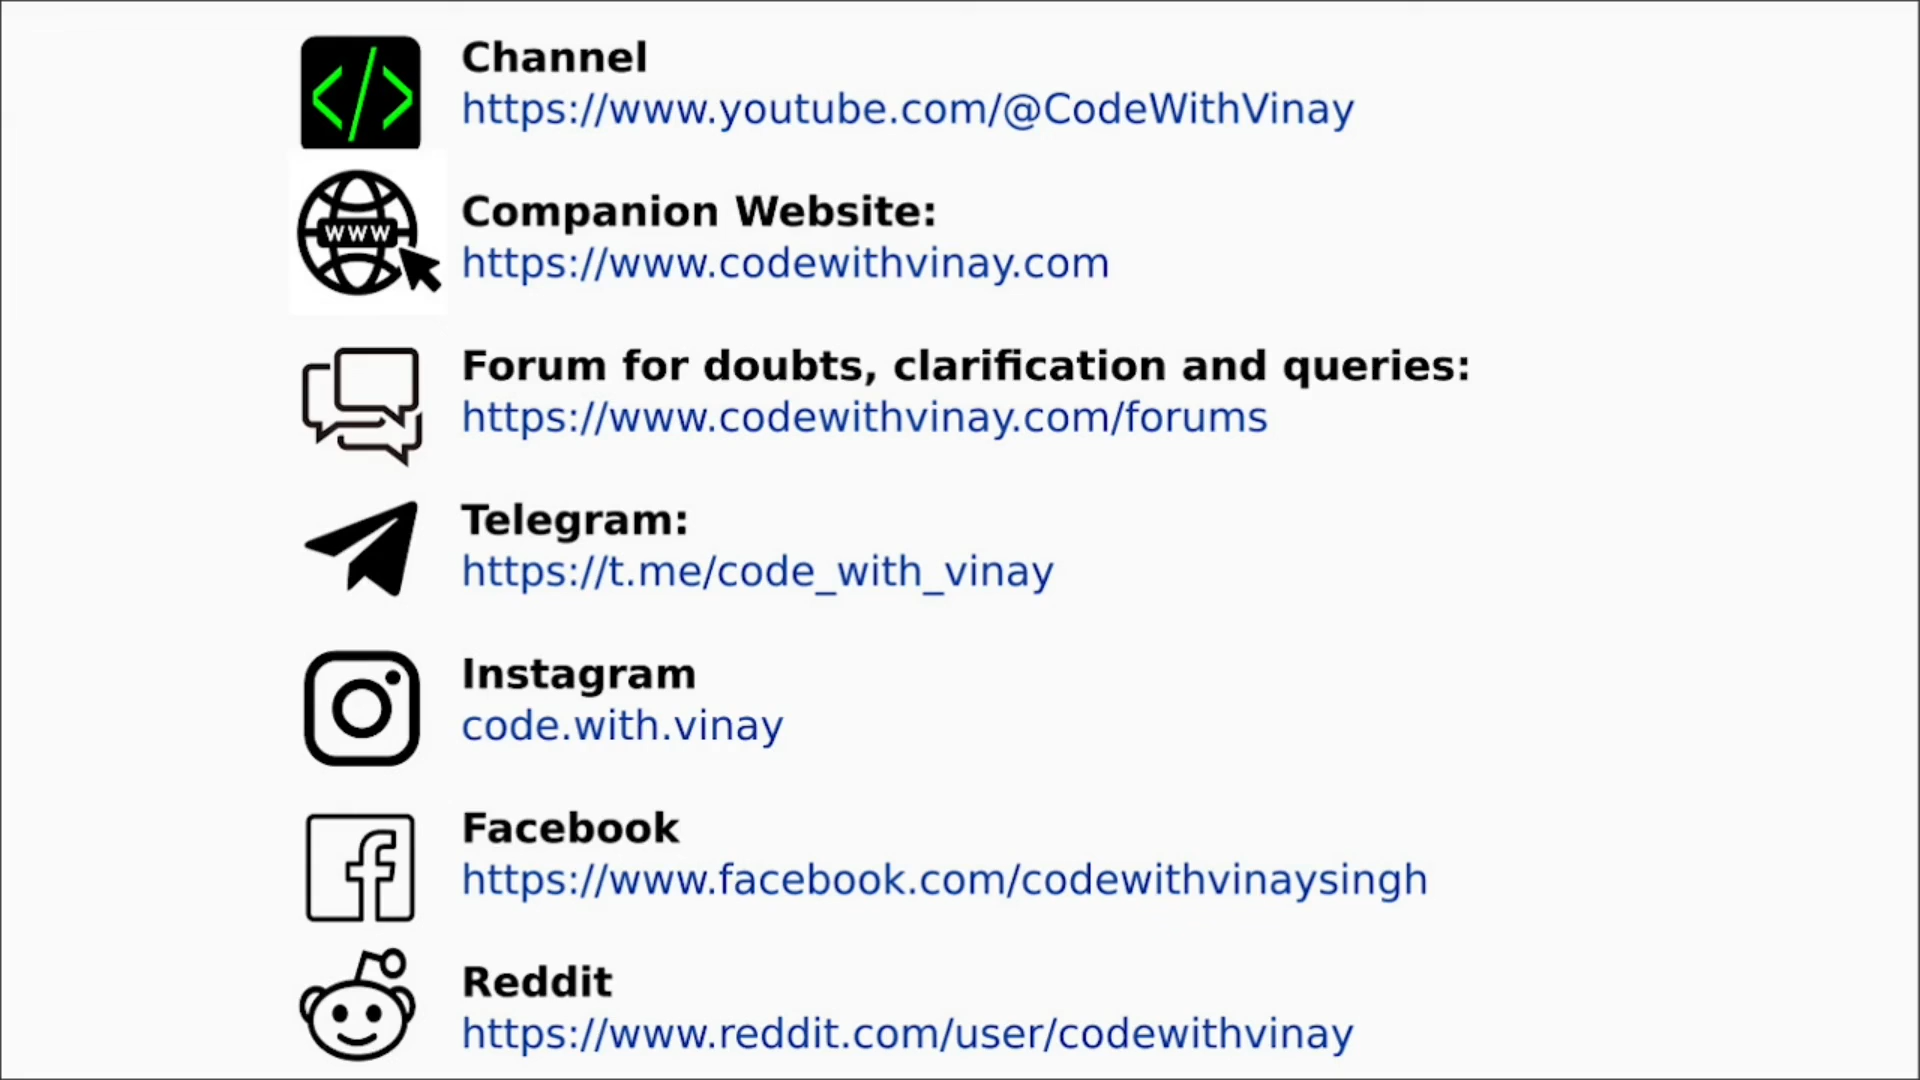 Channel
https://www.youtube.com/@CodeWithVinay
WWW
Companion Website:
https://www.codewithvinay.com
Forum for doubts, clarification and queries:
https://www.codewithvinay.com/forums
Telegram:
https://t.me/code_with_vinay
Instagram
code.with.vinay
Facebook
https://www.facebook.com/codewithvinaysingh
Reddit
https://www.reddit.com/user/codewithvinay